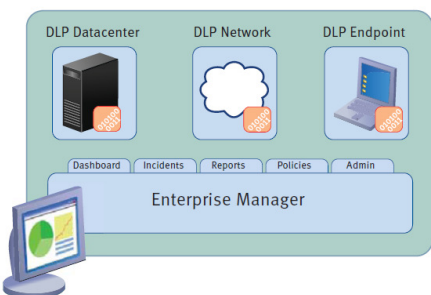 DLP Datacenter DLP Network DLP Endpoint
Dashboard Incidents Reports Policies Admin
Enterprise Manager